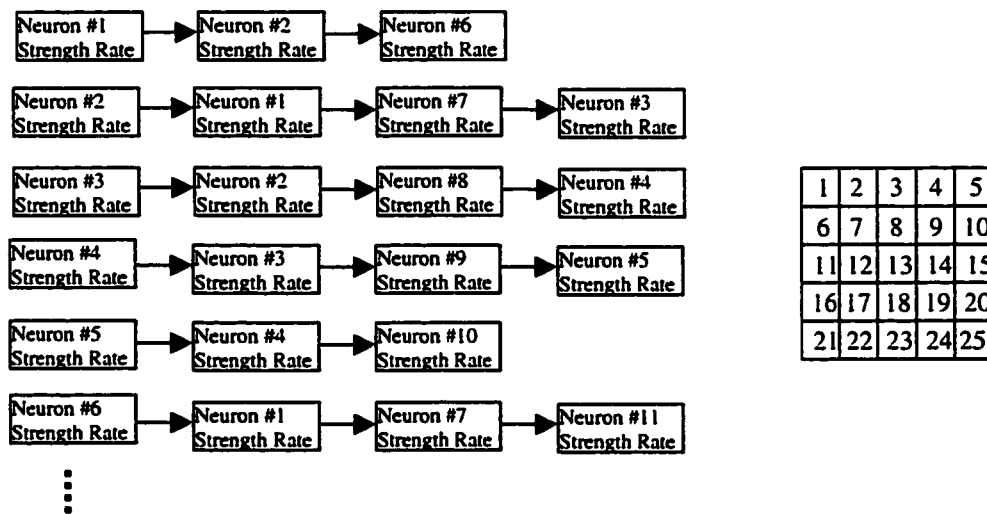 Neuron #1 Neuron #2 Neuron #6
Strength Rate Strength Rate Strength Rate
Neuron #2 Neuron #1 Neuron #7 Neuron #3
Strength Rate Strength Rate Strength Rate Strength Rate
Neuron #3 Neuron #2 Neuron #8 Neuron #4
Strength Rate Strength Rate Strength Rate Strength Rate
Neuron #4 Neuron #3 Neuron #9 Neuron #5
Strength Rate Strength Rate Strength Rate Strength Rate
Neuron #5 Neuron #4 Neuron #10
Strength Rate Strength Rate Strength Rate
Neuron #6 Neuron #1 Neuron #7 Neuron #11
Strength Rate Strength Rate Strength Rate Strength Rate
1 2 3 4 5
6 7 8 9 10
11 12 13 14 15
16 17 18 19 20
21 22 23 24 25